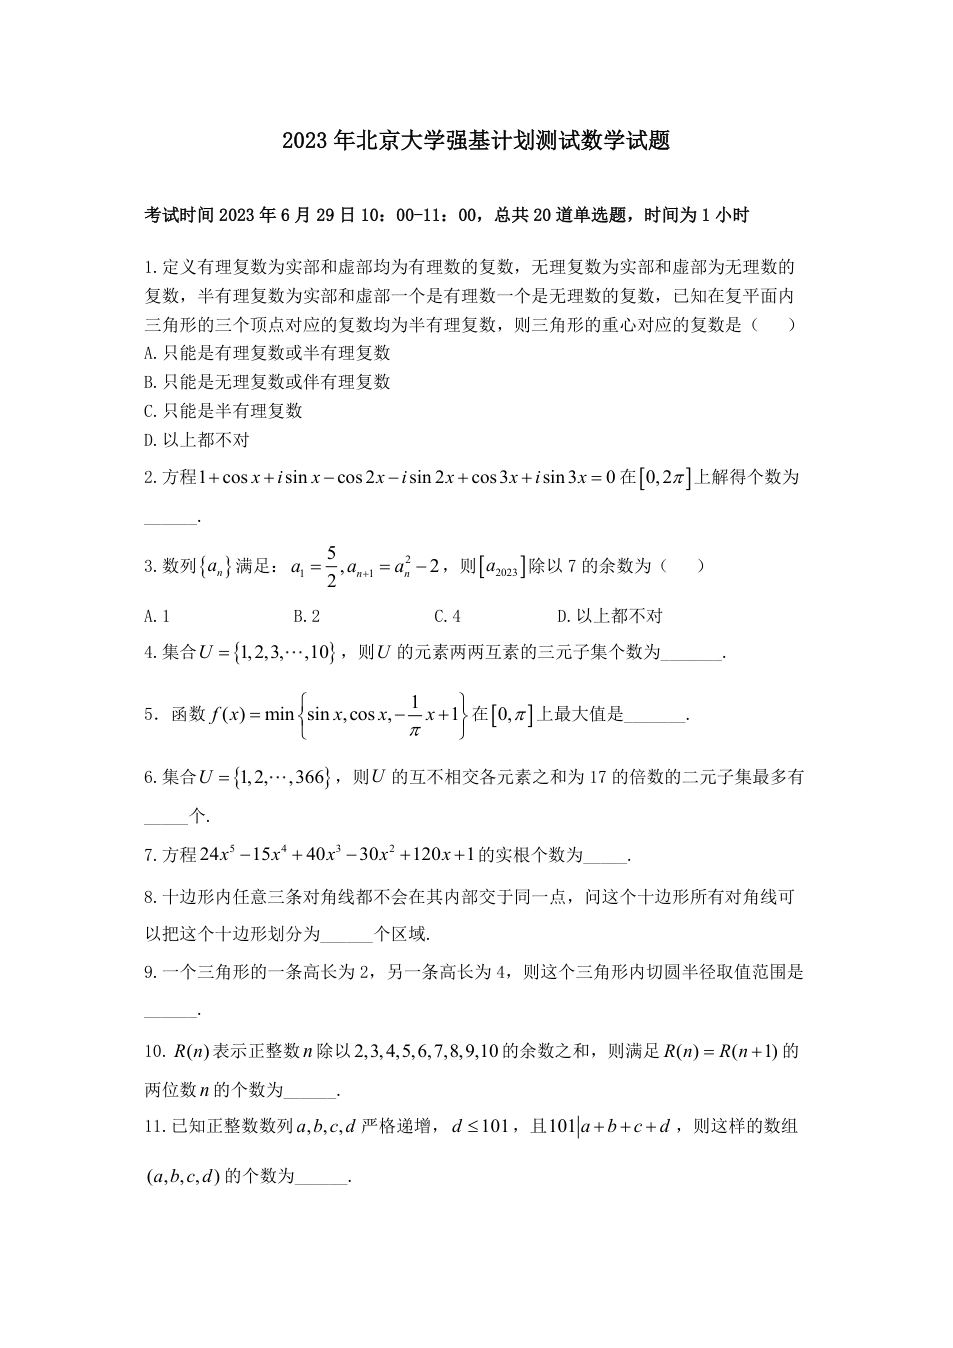 2023 年北京大学强基计划测试数学试题
考试时间 2023 年 6 月 29 日 10：00-11：00，总共 20 道单选题，时间为 1 小时
1.定义有理复数为实部和虚部均为有理数的复数，无理复数为实部和虚部为无理数的
复数，半有理复数为实部和虚部一个是有理数一个是无理数的复数，已知在复平面内
三角形的三个顶点对应的复数均为半有理复数，则三角形的重心对应的复数是（　　）
A.只能是有理复数或半有理复数
B.只能是无理复数或伴有理复数
C.只能是半有理复数
D.以上都不对
2.方程1+cos x+i sin x−cos 2x−i sin 2x+cos 3x+i sin 3x=0 在[0,2π]上解得个数为
______.
3.数列{aₙ}满足：a₁=5/2,aₙ₊₁=aₙ²−2，则[a₂₀₂₃]除以 7 的余数为（　　）
A.1 B.2 C.4 D.以上都不对
4.集合U={1,2,3,⋯,10}，则U 的元素两两互素的三元子集个数为_______.
5. 函数 f(x)=min{sin x,cos x,−1/π x+1}在[0,π]上最大值是_______.
6.集合U={1,2,⋯,366}，则U 的互不相交各元素之和为 17 的倍数的二元子集最多有
_____个.
7.方程24x⁵−15x⁴+40x³−30x²+120x+1的实根个数为_____.
8.十边形内任意三条对角线都不会在其内部交于同一点，问这个十边形所有对角线可
以把这个十边形划分为______个区域.
9.一个三角形的一条高长为 2，另一条高长为 4，则这个三角形内切圆半径取值范围是
______.
10. R(n)表示正整数n 除以2,3,4,5,6,7,8,9,10的余数之和，则满足R(n)=R(n+1)的
两位数n 的个数为______.
11.已知正整数数列a,b,c,d 严格递增，d≤101，且101|a+b+c+d，则这样的数组
(a,b,c,d)的个数为______.